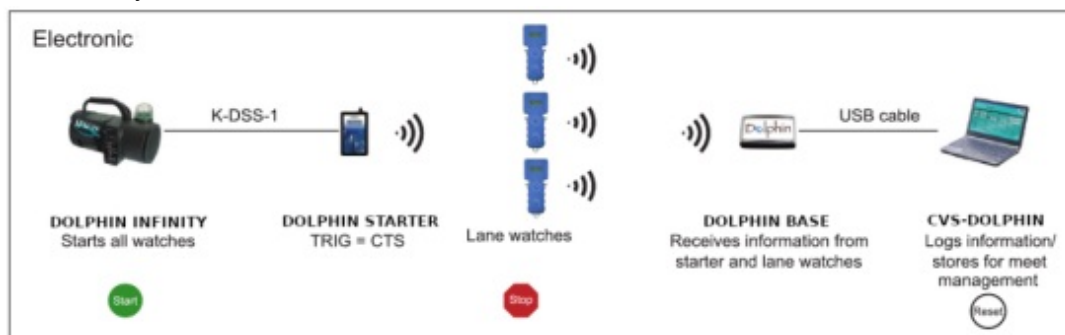 Electronic
K-DSS-1
USB cable
Dolphin
DOLPHIN INFINITY
Starts all watches
DOLPHIN STARTER
TRIG = CTS
Lane watches
DOLPHIN BASE
Receives information from
starter and lane watches
CVS-DOLPHIN
Logs information/
stores for meet
management
Start
Stop
Reset